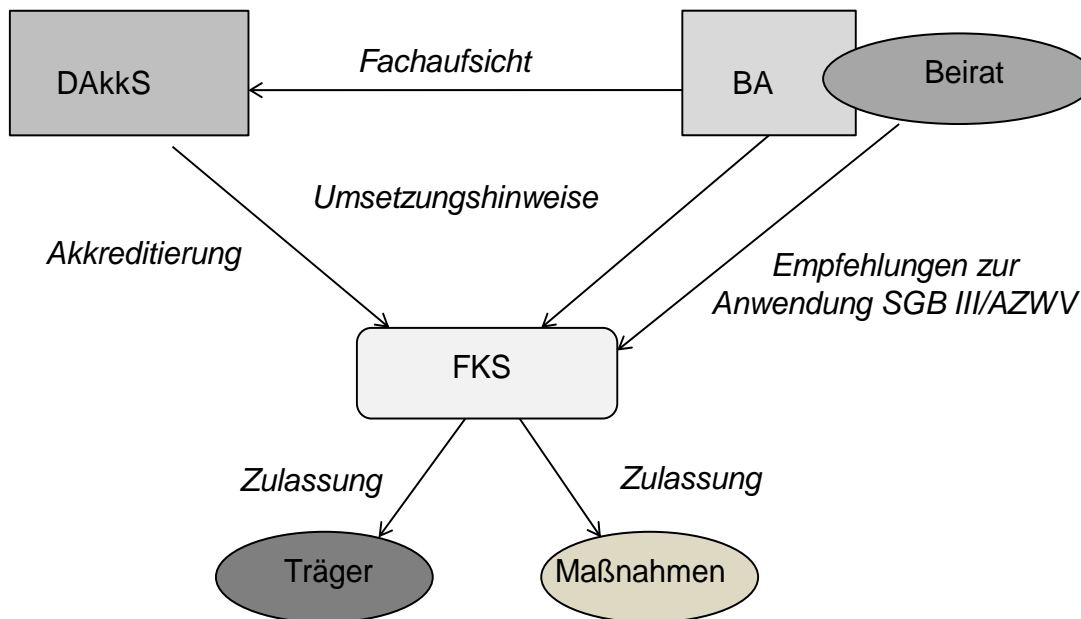 DAkkS
Fachaufsicht
BA
Beirat
Umsetzungshinweise
Akkreditierung
Empfehlungen zur
Anwendung SGB III/AZWV
FKS
Zulassung
Zulassung
Träger
Maßnahmen